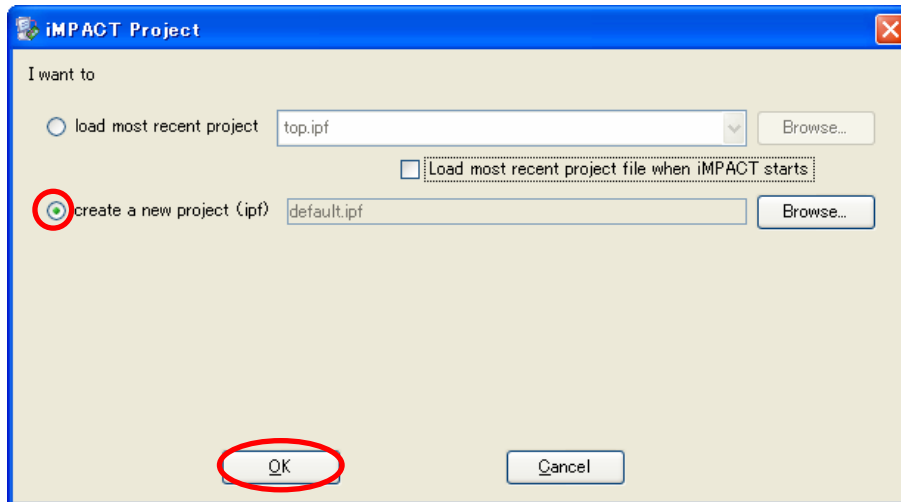 iMPACT Project
I want to
load most recent project top.ipf Browse...
Load most recent project file when iMPACT starts
create a new project (ipf) default.ipf Browse...
OK Cancel